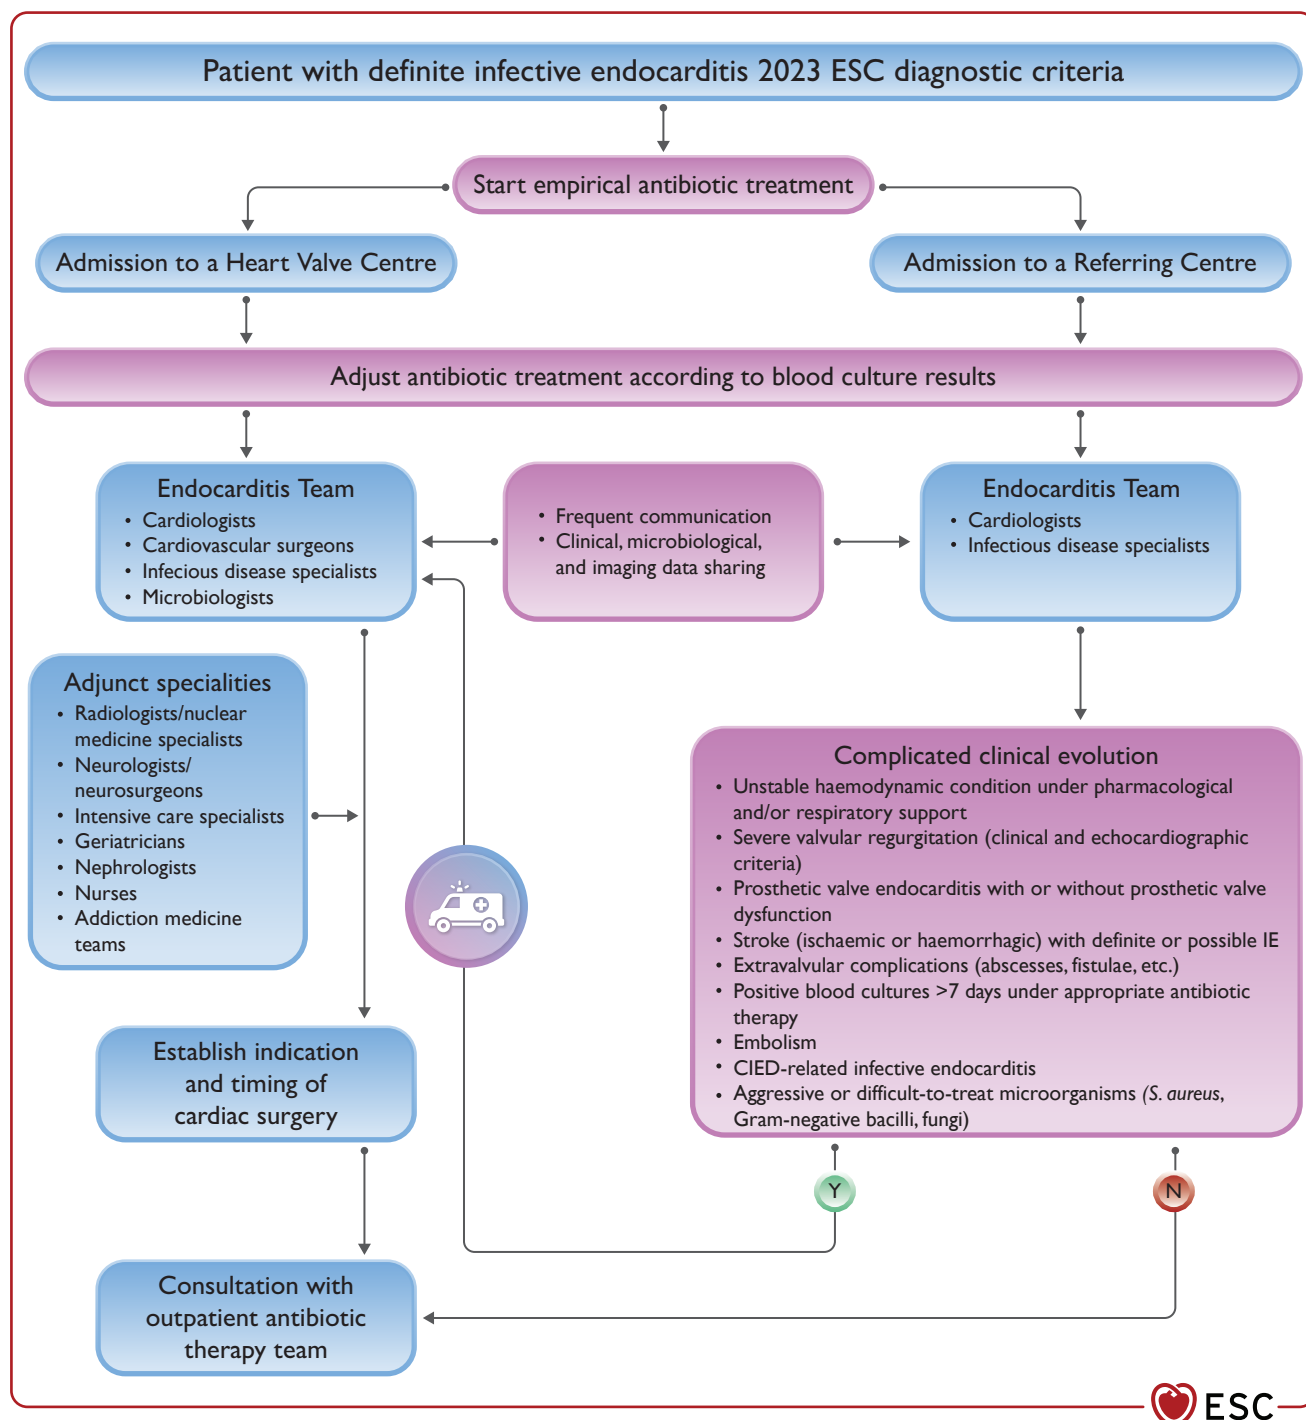 Patient with definite infective endocarditis 2023 ESC diagnostic criteria
Start empirical antibiotic treatment
Admission to a Heart Valve Centre
Admission to a Referring Centre
Adjust antibiotic treatment according to blood culture results
Endocarditis Team
• Cardiologists
• Cardiovascular surgeons
• Infecious disease specialists
• Microbiologists
• Frequent communication
• Clinical, microbiological,
and imaging data sharing
Endocarditis Team
• Cardiologists
• Infectious disease specialists
Adjunct specialities
• Radiologists/nuclear
medicine specialists
• Neurologists/
neurosurgeons
• Intensive care specialists
• Geriatricians
• Nephrologists
• Nurses
• Addiction medicine
teams
Complicated clinical evolution
• Unstable haemodynamic condition under pharmacological
and/or respiratory support
• Severe valvular regurgitation (clinical and echocardiographic
criteria)
• Prosthetic valve endocarditis with or without prosthetic valve
dysfunction
• Stroke (ischaemic or haemorrhagic) with definite or possible IE
• Extravalvular complications (abscesses, fistulae, etc.)
• Positive blood cultures >7 days under appropriate antibiotic
therapy
• Embolism
• CIED-related infective endocarditis
• Aggressive or difficult-to-treat microorganisms (S. aureus,
Gram-negative bacilli, fungi)
Establish indication
and timing of
cardiac surgery
Y
N
Consultation with
outpatient antibiotic
therapy team
ESC